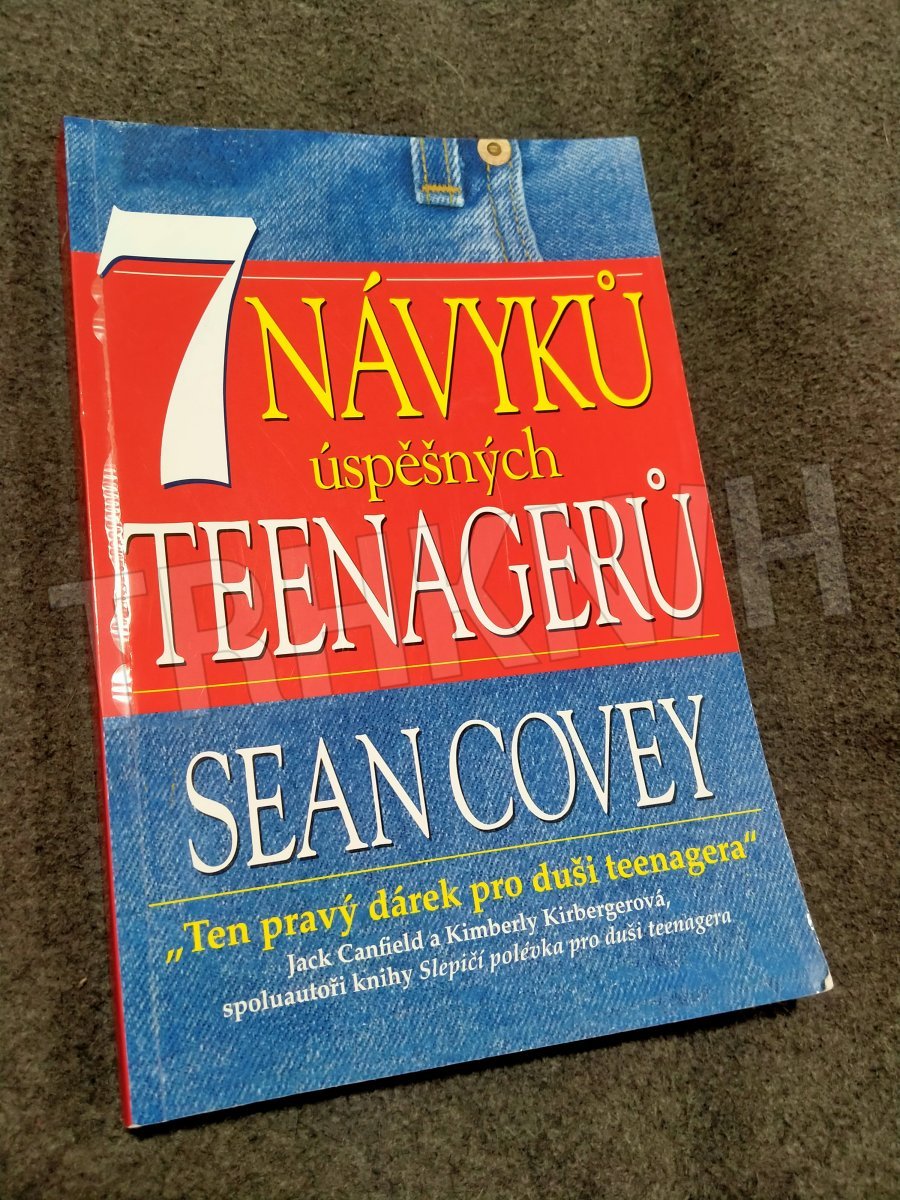 7 NÁVYKŮ
úspěšných
TEENAGERŮ
TRHKNIH
SEAN COVEY
„Ten pravý dárek pro duši teenagera“
Jack Canfield a Kimberly Kirbergerová,
spoluautoři knihy Slepičí polévka pro duši teenagera